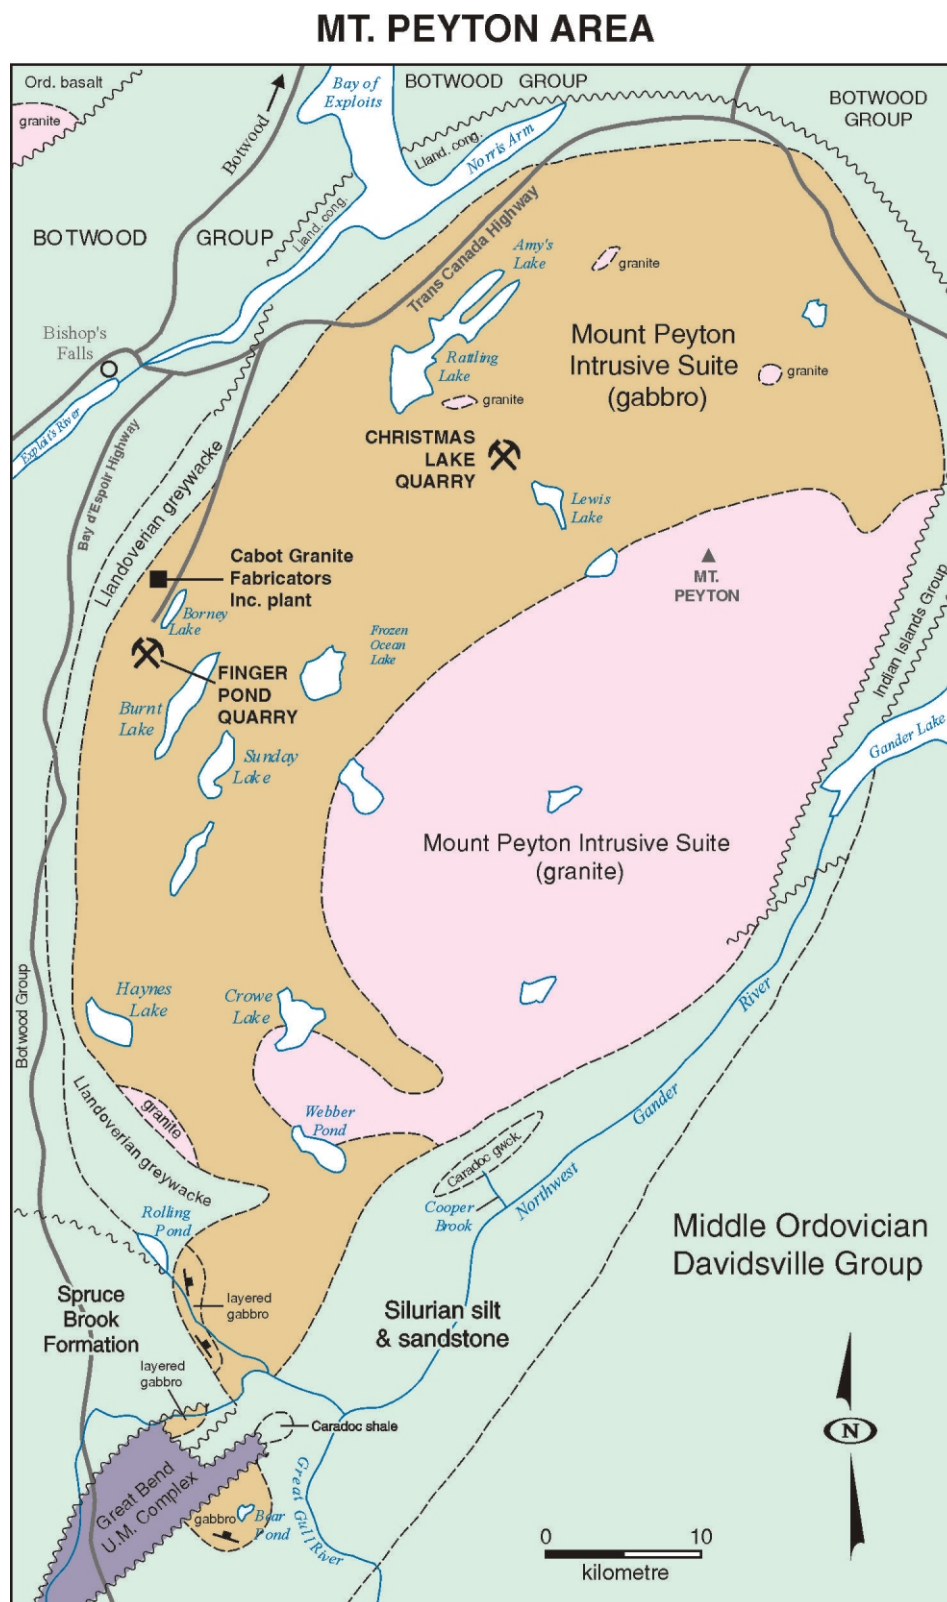 MT. PEYTON AREA
Ord. basalt
granite
Botwood
Bay of
Exploits
BOTWOOD GROUP
BOTWOOD
GROUP
Lland. cong.
Norris Arm
BOTWOOD GROUP
Lland. cong.
Trans Canada Highway
Amy's
Lake
granite
Bishop's
Falls
Rattling
Lake
Mount Peyton
Intrusive Suite
(gabbro)
granite
granite
Exploit's River
Bay d'Espoir Highway
Llandoverian greywacke
CHRISTMAS
LAKE
QUARRY
Lewis
Lake
Cabot Granite
Fabricators
Inc. plant
MT.
PEYTON
Borney
Lake
Frozen
Ocean
Lake
Indian Islands Group
FINGER
POND
QUARRY
Burnt
Lake
Sunday
Lake
Gander Lake
Mount Peyton Intrusive Suite
(granite)
Botwood Group
Haynes
Lake
Crowe
Lake
River
Gander
Northwest
Llandoverian greywacke
granite
Webber
Pond
Caradoc gwck
Cooper
Brook
Rolling
Pond
Middle Ordovician
Davidsville Group
Spruce
Brook
Formation
layered
gabbro
Silurian silt
& sandstone
layered
gabbro
Caradoc shale
Great Bend
U.M. Complex
gabbro
Bear
Pond
Great Gull River
N
0 10
kilometre